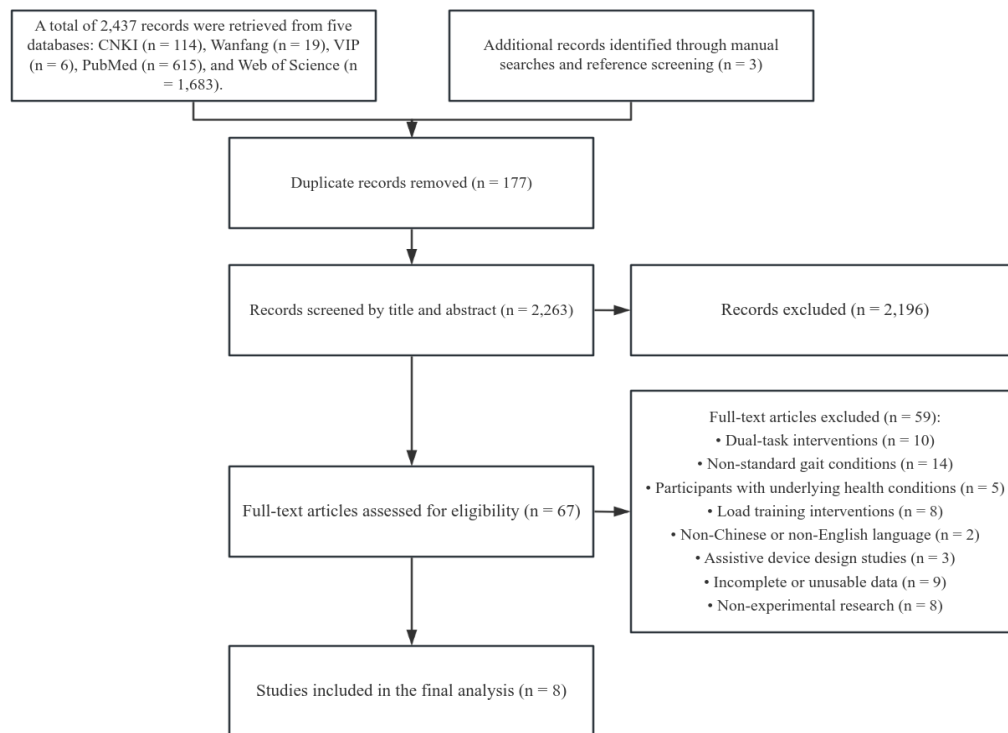 A total of 2,437 records were retrieved from five
databases: CNKI (n = 114), Wanfang (n = 19), VIP
(n = 6), PubMed (n = 615), and Web of Science (n
= 1,683).
Additional records identified through manual
searches and reference screening (n = 3)
Duplicate records removed (n = 177)
Records screened by title and abstract (n = 2,263)
Records excluded (n = 2,196)
Full-text articles excluded (n = 59):
• Dual-task interventions (n = 10)
• Non-standard gait conditions (n = 14)
• Participants with underlying health conditions (n = 5)
• Load training interventions (n = 8)
• Non-Chinese or non-English language (n = 2)
• Assistive device design studies (n = 3)
• Incomplete or unusable data (n = 9)
• Non-experimental research (n = 8)
Full-text articles assessed for eligibility (n = 67)
Studies included in the final analysis (n = 8)